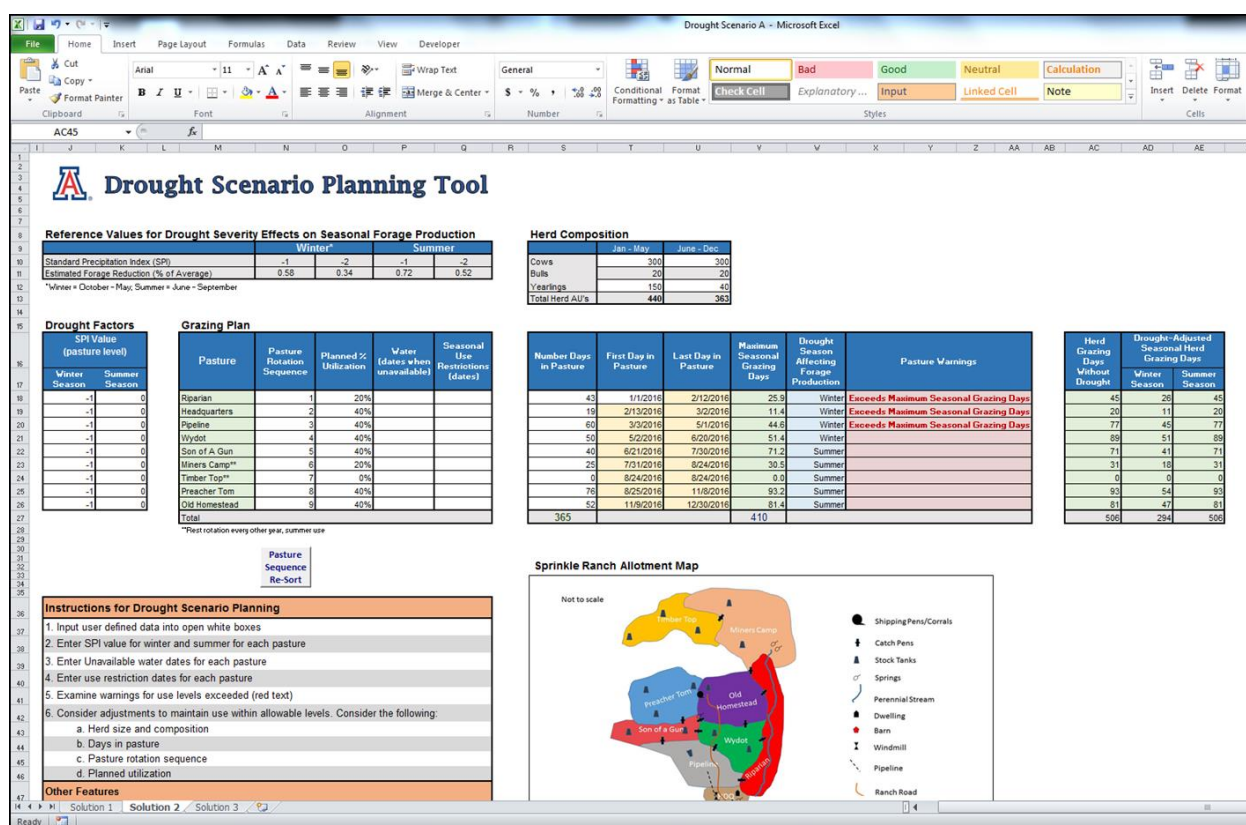 Drought Scenario A - Microsoft Excel
File Home Insert Page Layout Formulas Data Review View Developer
Cut
Copy
Format Painter
Paste
Clipboard
Arial 11
B I U
Font
Wrap Text
Merge & Center
Alignment
General
$ % ,
Number
Conditional Formatting
Format as Table
Normal Bad Good Neutral Calculation
Check Cell Explanatory ... Input Linked Cell Note
Styles
Insert Delete Format
Cells
AC45 fx
I J K L M N O P Q R S T U V W X Y Z AA AB AC AD AE
A Drought Scenario Planning Tool
Reference Values for Drought Severity Effects on Seasonal Forage Production
Winter* Summer
Standard Precipitation Index (SPI) -1 -2 -1 -2
Estimated Forage Reduction (% of Average) 0.58 0.34 0.72 0.52
*Winter = October - May; Summer = June - September
Herd Composition
Jan - May June - Dec
Cows 300 300
Bulls 20 20
Yearlings 150 40
Total Herd AU's 440 363
Drought Factors
SPI Value (pasture level)
Winter Season Summer Season
-1 0
-1 0
-1 0
-1 0
-1 0
-1 0
-1 0
-1 0
-1 0
Grazing Plan
Pasture Pasture Rotation Sequence Planned % Utilization Water (dates when unavailable) Seasonal Use Restrictions (dates)
Riparian 1 20%
Headquarters 2 40%
Pipeline 3 40%
Wydot 4 40%
Son of A Gun 5 40%
Miners Camp** 6 20%
Timber Top** 7 0%
Preacher Tom 8 40%
Old Homestead 9 40%
Total
**Rest rotation every other year, summer use
Number Days in Pasture First Day in Pasture Last Day in Pasture Maximum Seasonal Grazing Days Drought Season Affecting Forage Production Pasture Warnings
43 1/1/2016 2/12/2016 25.9 Winter Exceeds Maximum Seasonal Grazing Days
19 2/13/2016 3/2/2016 11.4 Winter Exceeds Maximum Seasonal Grazing Days
60 3/3/2016 5/1/2016 44.6 Winter Exceeds Maximum Seasonal Grazing Days
50 5/2/2016 6/20/2016 51.4 Winter
40 6/21/2016 7/30/2016 71.2 Summer
25 7/31/2016 8/24/2016 30.5 Summer
0 8/24/2016 8/24/2016 0.0 Summer
76 8/25/2016 11/8/2016 93.2 Summer
52 11/9/2016 12/30/2016 81.4 Summer
365 410
Herd Grazing Days Without Drought
Drought-Adjusted Seasonal Herd Grazing Days
Winter Season Summer Season
45 26 45
20 11 20
77 45 77
89 51 89
71 41 71
31 18 31
0 0 0
93 54 93
81 47 81
506 294 506
Pasture Sequence Re-Sort
Instructions for Drought Scenario Planning
1. Input user defined data into open white boxes
2. Enter SPI value for winter and summer for each pasture
3. Enter Unavailable water dates for each pasture
4. Enter use restriction dates for each pasture
5. Examine warnings for use levels exceeded (red text)
6. Consider adjustments to maintain use within allowable levels. Consider the following:
a. Herd size and composition
b. Days in pasture
c. Pasture rotation sequence
d. Planned utilization
Other Features
Sprinkle Ranch Allotment Map
Not to scale
Timber Top
Miners Camp
Preacher Tom
Old Homestead
Son of a Gun
Wydot
Pipeline
Riparian
HQ
Shipping Pens/Corrals
Catch Pens
Stock Tanks
Springs
Perennial Stream
Dwelling
Barn
Windmill
Pipeline
Ranch Road
Solution 1 Solution 2 Solution 3
Ready